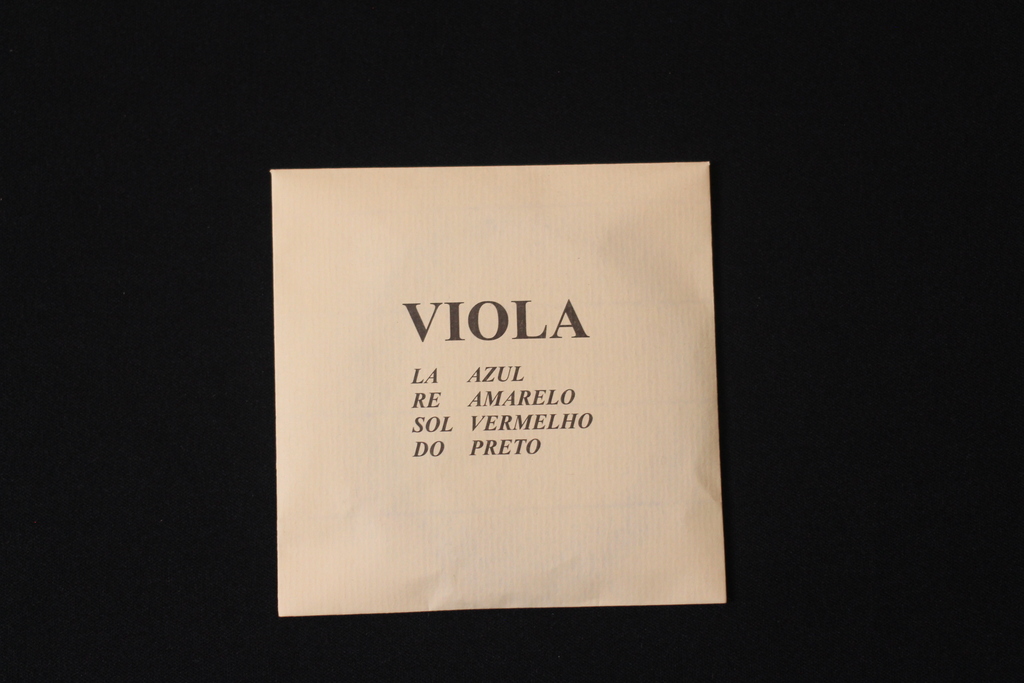 VIOLA
LA AZUL
RE AMARELO
SOL VERMELHO
DO PRETO